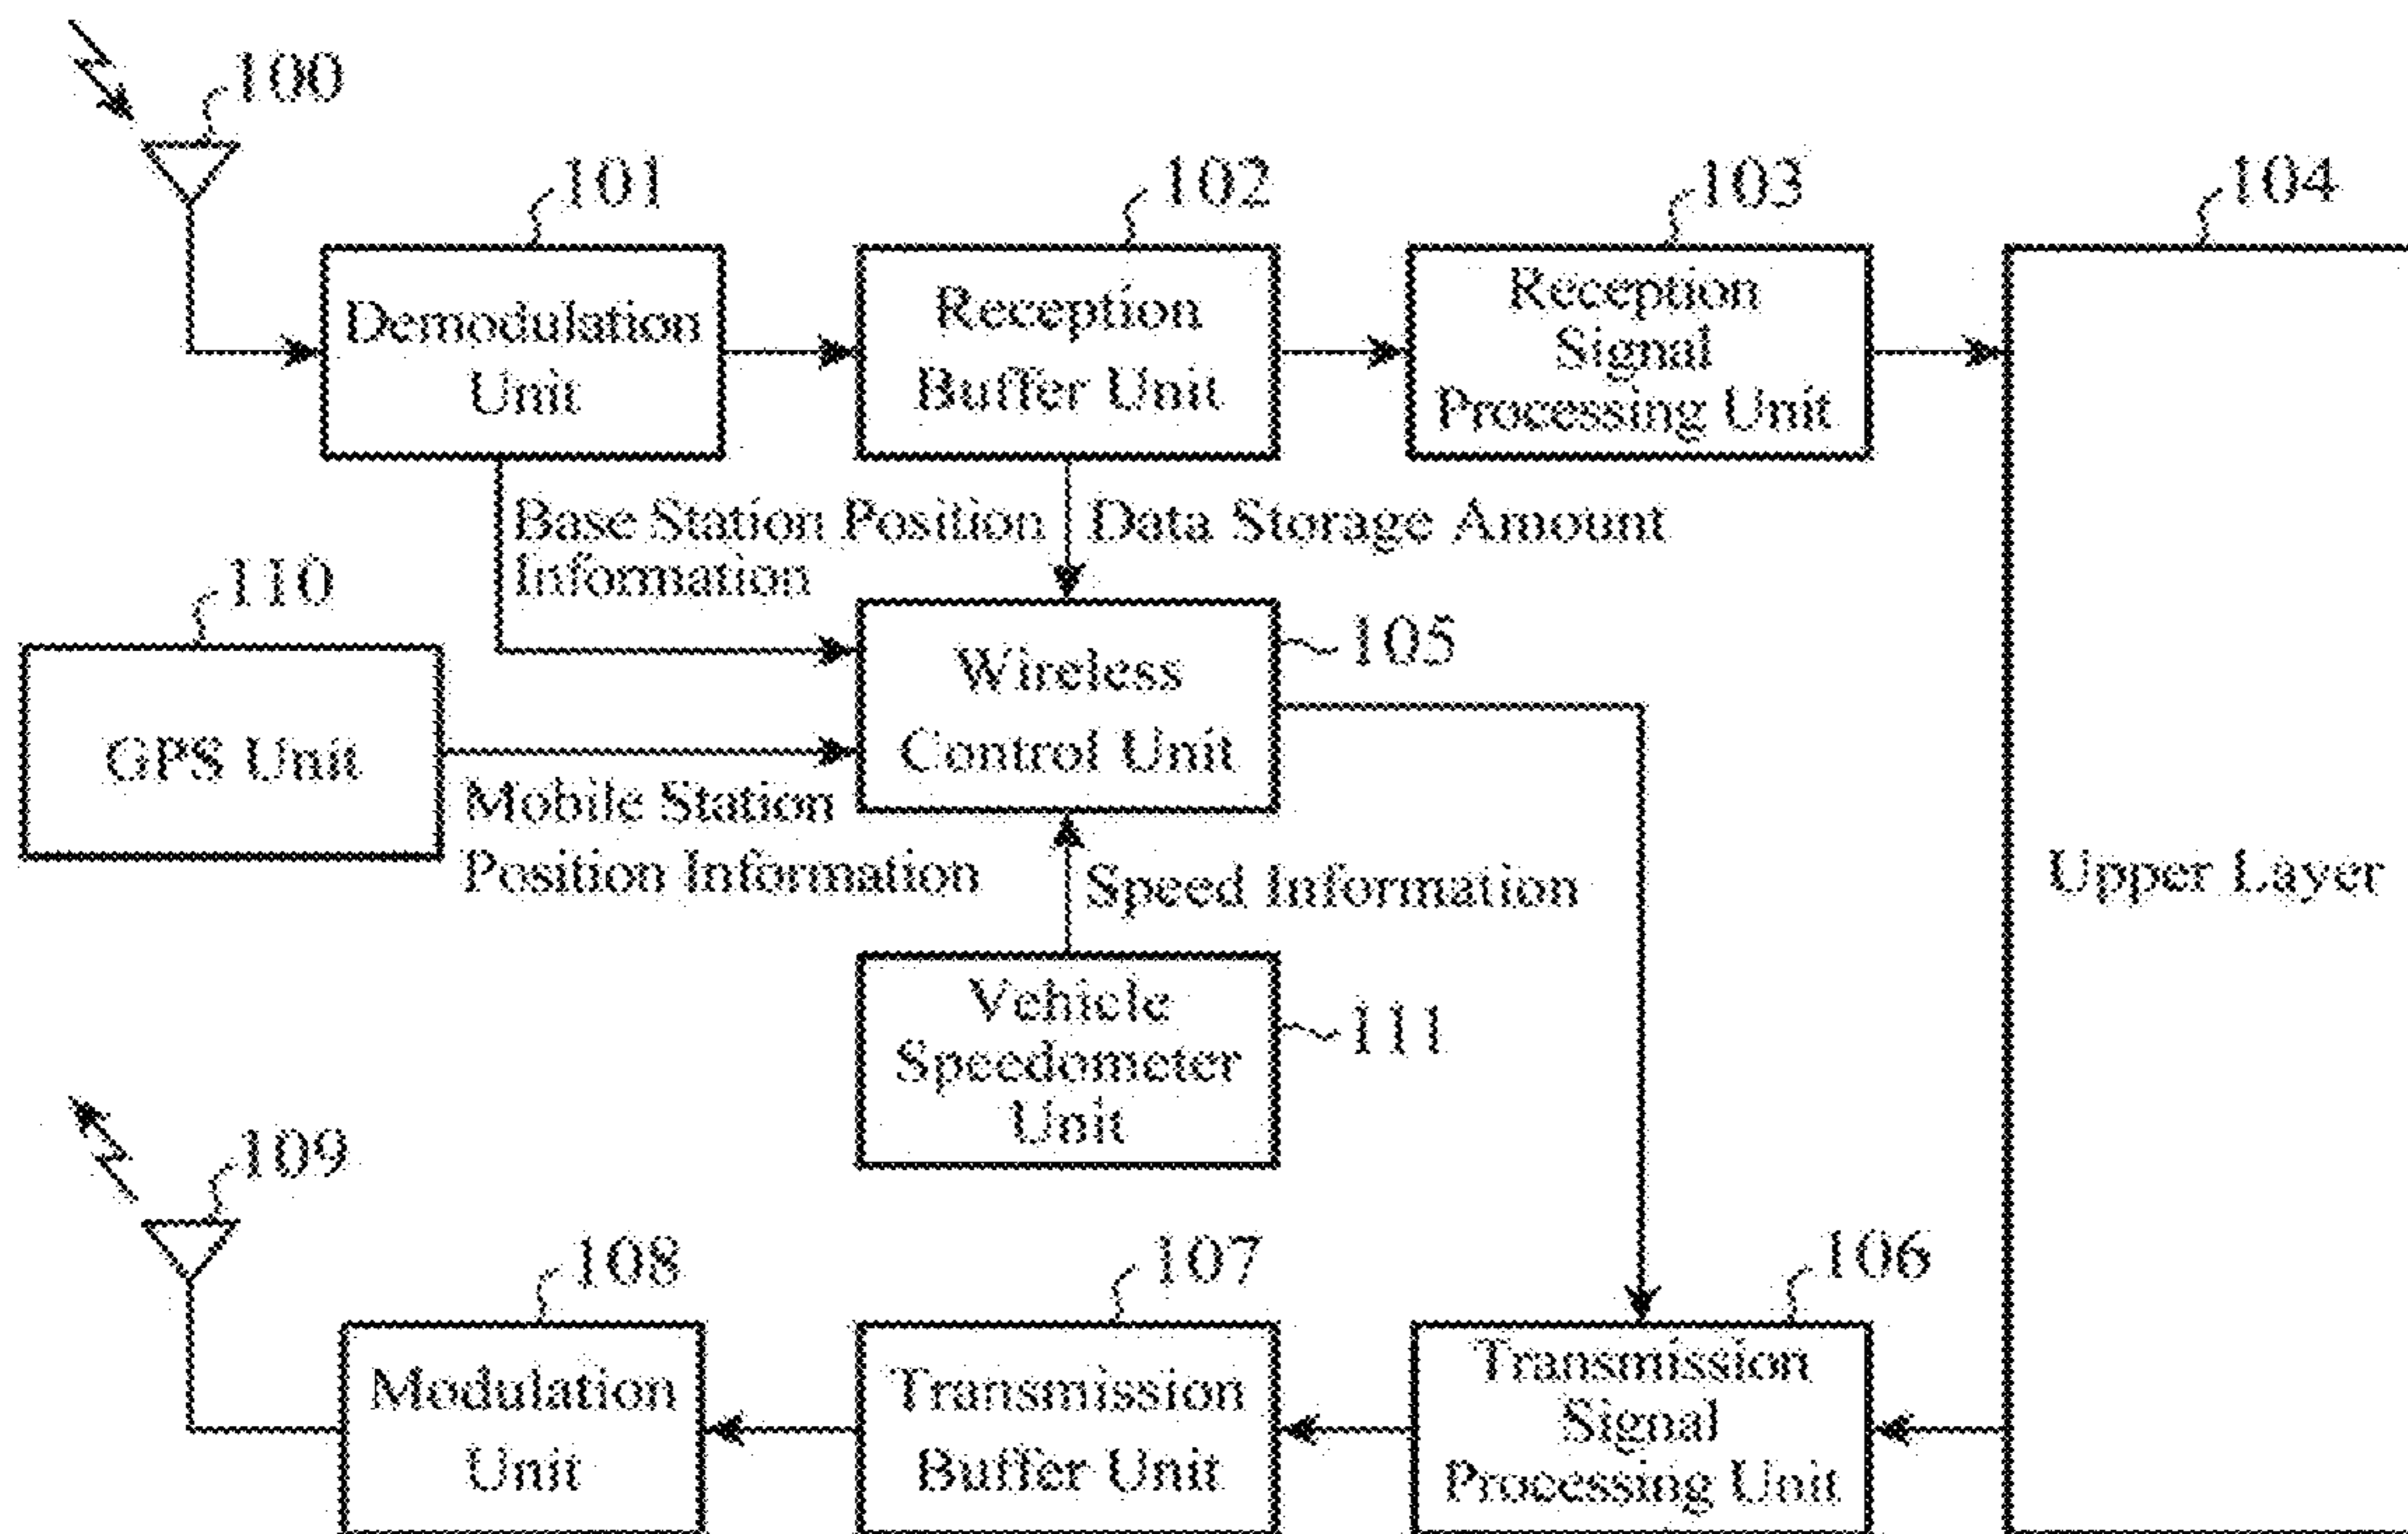 100
101
102
103
104
Demodulation
Unit
Reception
Buffer Unit
Reception
Signal
Processing Unit
Base Station Position
Information
Data Storage Amount
110
GPS Unit
105
Wireless
Control Unit
Mobile Station
Position Information
Speed Information
Upper Layer
Vehicle
Speedometer
Unit
111
109
108
107
106
Modulation
Unit
Transmission
Buffer Unit
Transmission
Signal
Processing Unit